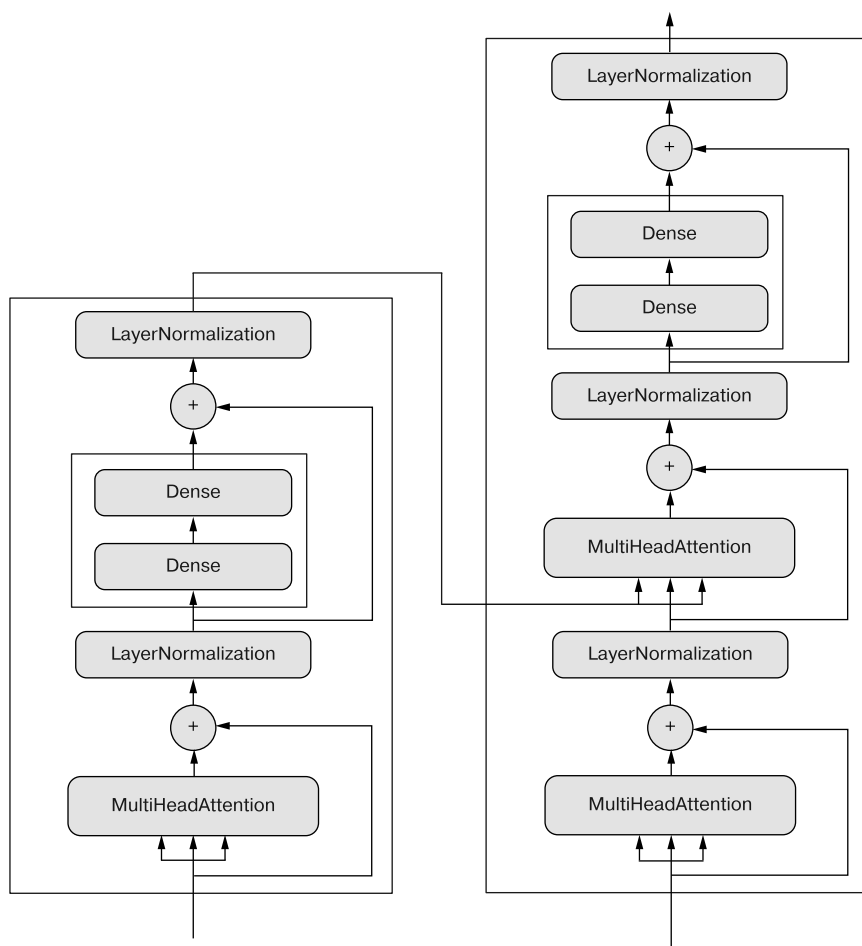 LayerNormalization
+
Dense
Dense
LayerNormalization
+
MultiHeadAttention
LayerNormalization
+
Dense
Dense
LayerNormalization
+
MultiHeadAttention
LayerNormalization
+
MultiHeadAttention